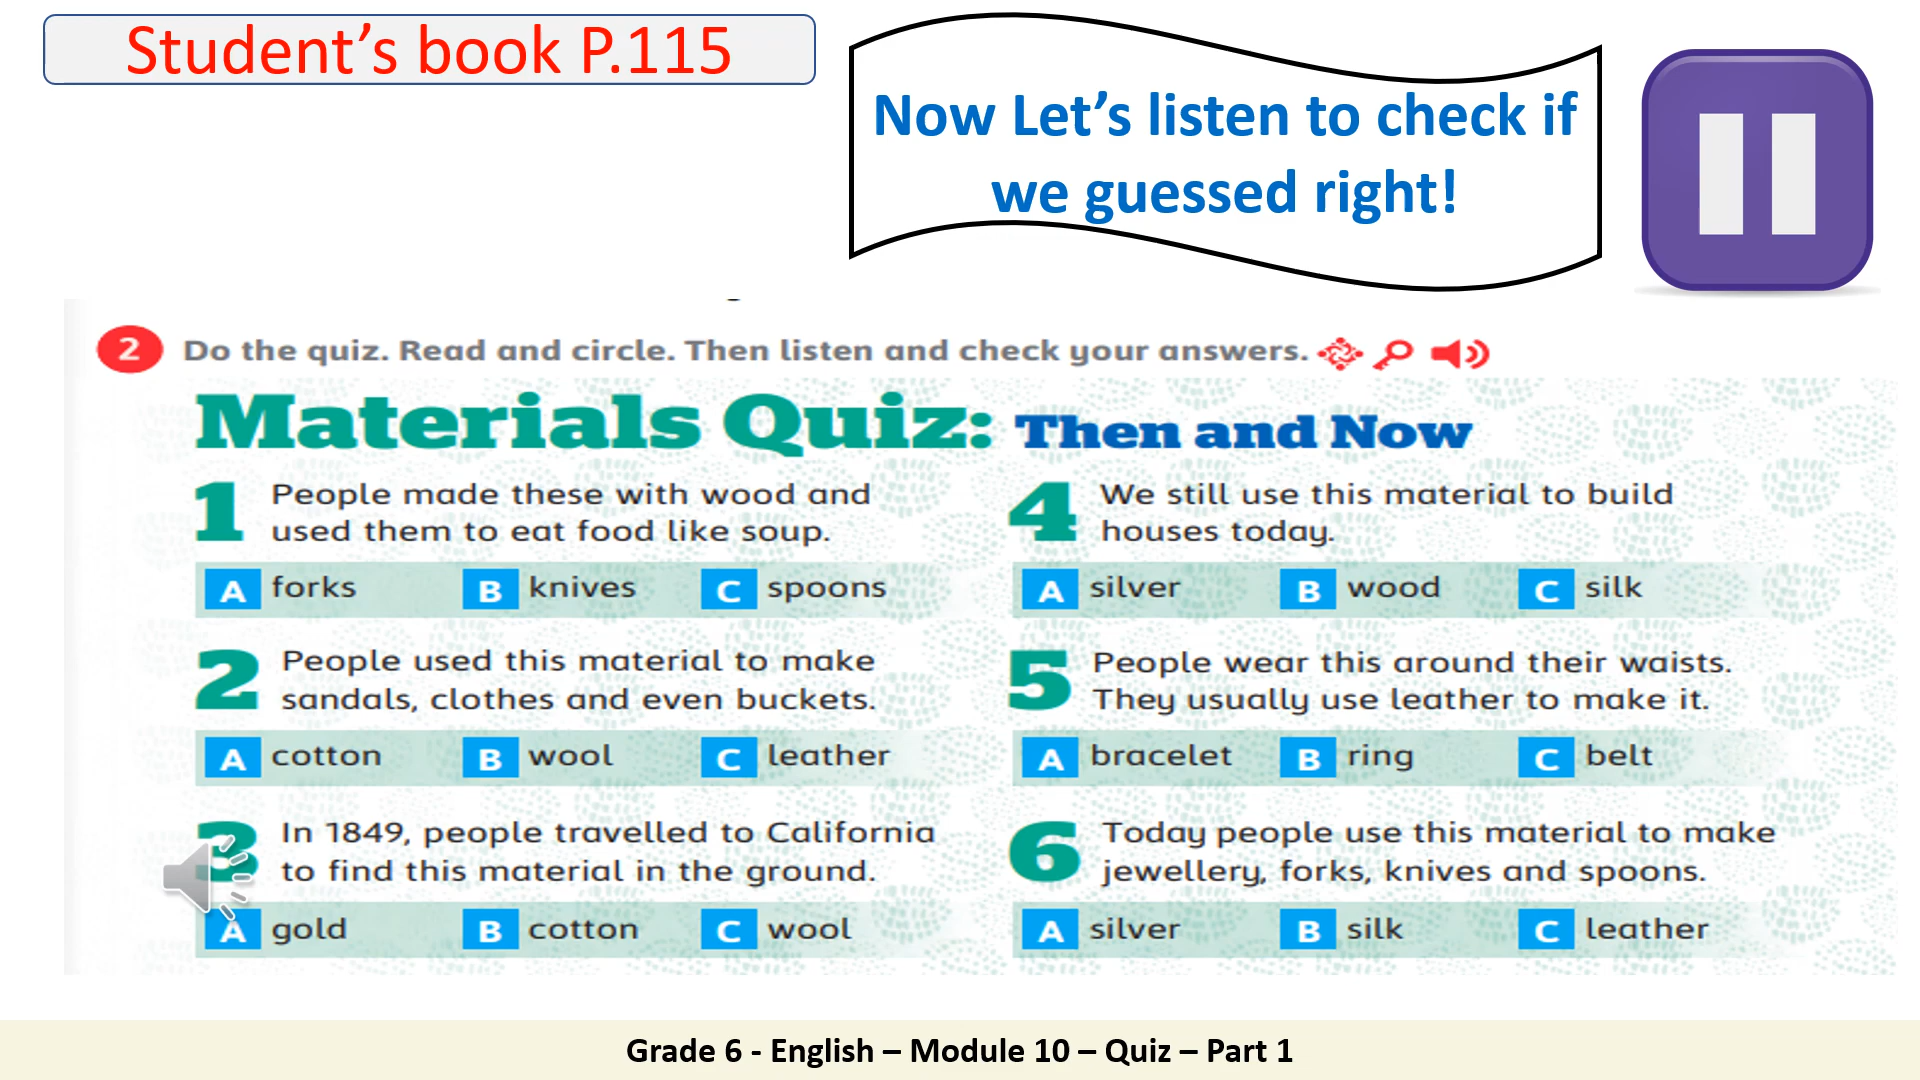 Student's book P.115
Now Let's listen to check if
we guessed right!
2 Do the quiz. Read and circle. Then listen and check your answers.
Materials Quiz: Then and Now
1 People made these with wood and
used them to eat food like soup.
A forks B knives C spoons
2 People used this material to make
sandals, clothes and even buckets.
A cotton B wool C leather
3 In 1849, people travelled to California
to find this material in the ground.
A gold B cotton C wool
4 We still use this material to build
houses today.
A silver B wood C silk
5 People wear this around their waists.
They usually use leather to make it.
A bracelet B ring C belt
6 Today people use this material to make
jewellery, forks, knives and spoons.
A silver B silk C leather
Grade 6 - English – Module 10 – Quiz – Part 1